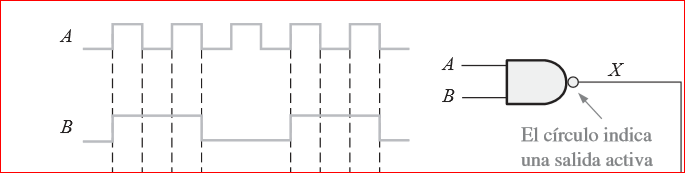 A
B
A
B
X
El círculo indica
una salida activa